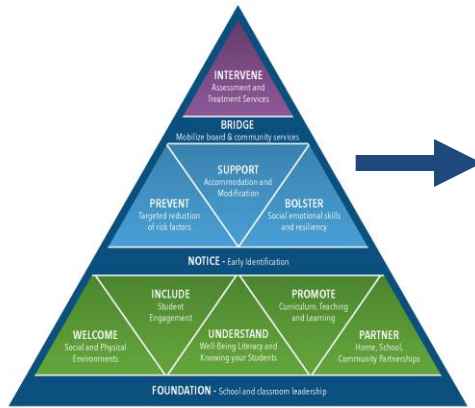 INTERVENE
Assessment and
Treatment Services
BRIDGE
Mobilize board & community services
SUPPORT
Accommodation and
Modification
PREVENT
Targeted reduction
of risk factors
BOLSTER
Social emotional skills
and resiliency
NOTICE - Early Identification
INCLUDE
Student
Engagement
PROMOTE
Curriculum, Teaching
and Learning
WELCOME
Social and Physical
Environments
UNDERSTAND
Well-Being Literacy and
Knowing your Students
PARTNER
Home, School,
Community Partnerships
FOUNDATION - School and classroom leadership